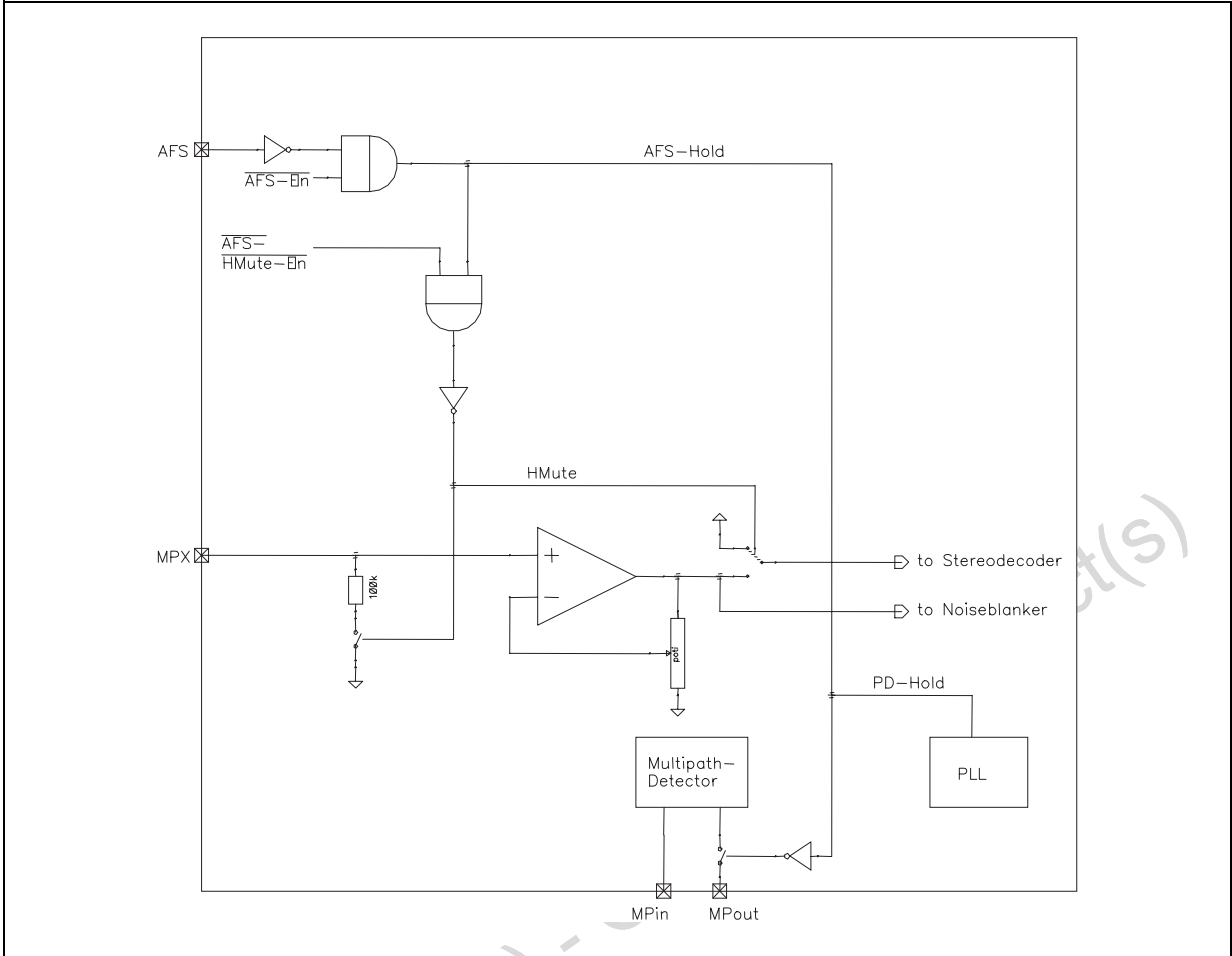 AFS
AFS-En
AFS-Hold
AFS-
HMute-En
HMute
MPX
100k
to Stereodecoder
to Noiseblanker
poti
PD-Hold
Multipath-
Detector
PLL
MPin
MPout
ct(s)
) -